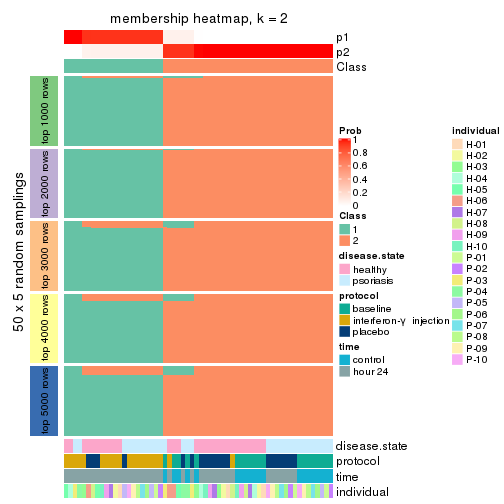 membership heatmap, k = 2
p1
p2
Class
50 x 5 random samplings
top 1000 rows
top 2000 rows
top 3000 rows
top 4000 rows
top 5000 rows
disease.state
protocol
time
individual
Prob
1
0.8
0.6
0.4
0.2
0
Class
1
2
disease.state
healthy
psoriasis
protocol
baseline
interferon-γ injection
placebo
time
control
hour 24
individual
H-01
H-02
H-03
H-04
H-05
H-06
H-07
H-08
H-09
H-10
P-01
P-02
P-03
P-04
P-05
P-06
P-07
P-08
P-09
P-10